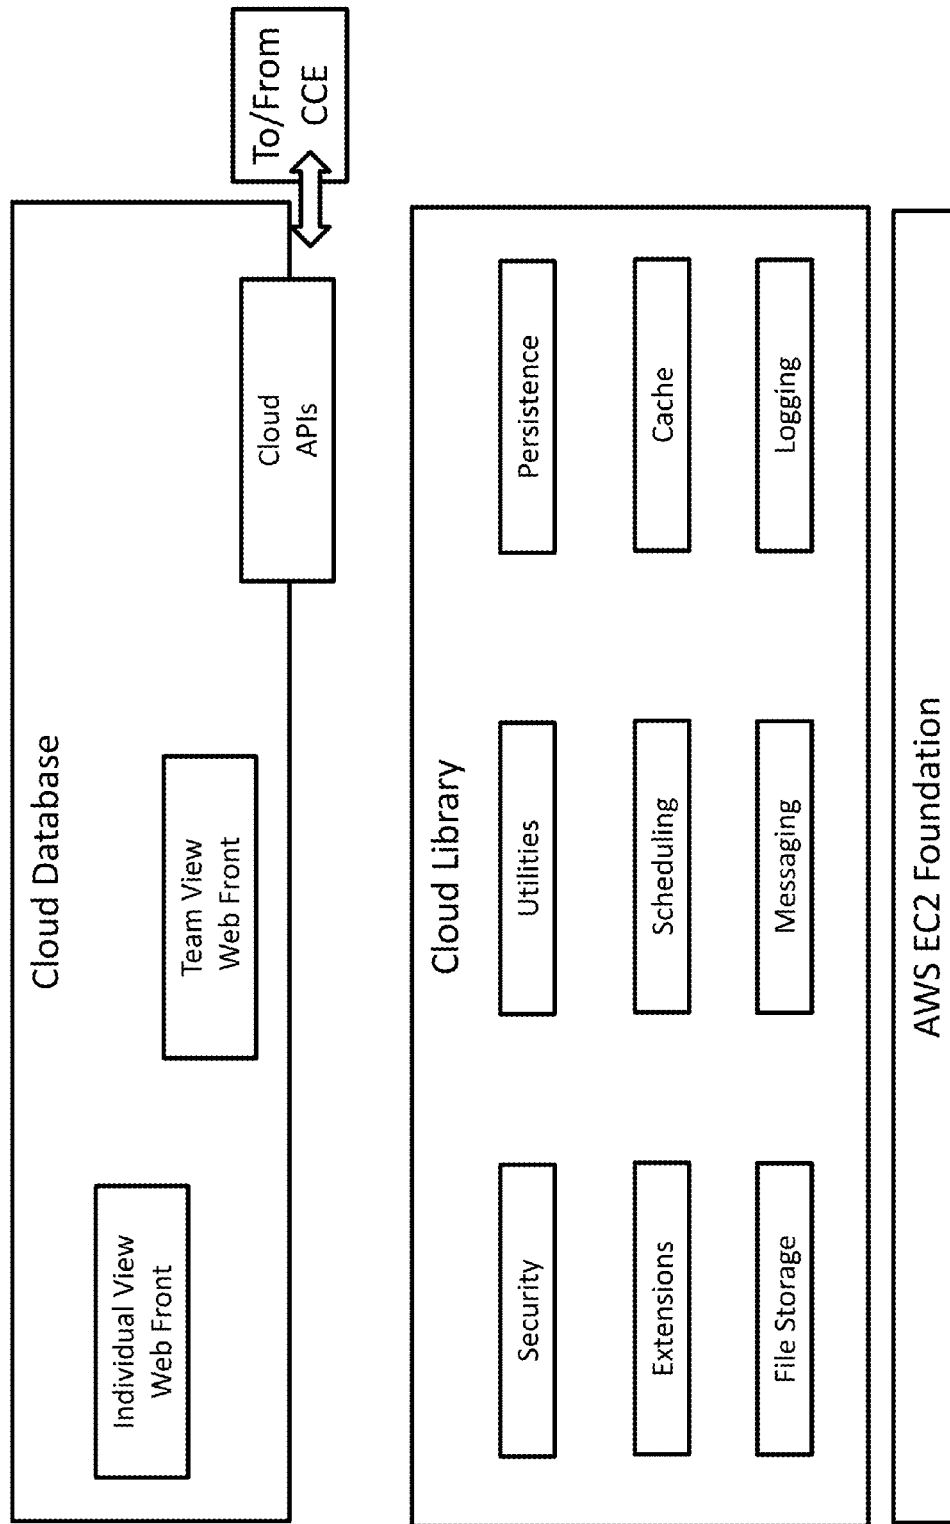 Cloud Database
Individual View
Web Front
Team View
Web Front
Cloud
APIs
To/From
CCE
Cloud Library
Security
Utilities
Persistence
Extensions
Scheduling
Cache
File Storage
Messaging
Logging
AWS EC2 Foundation